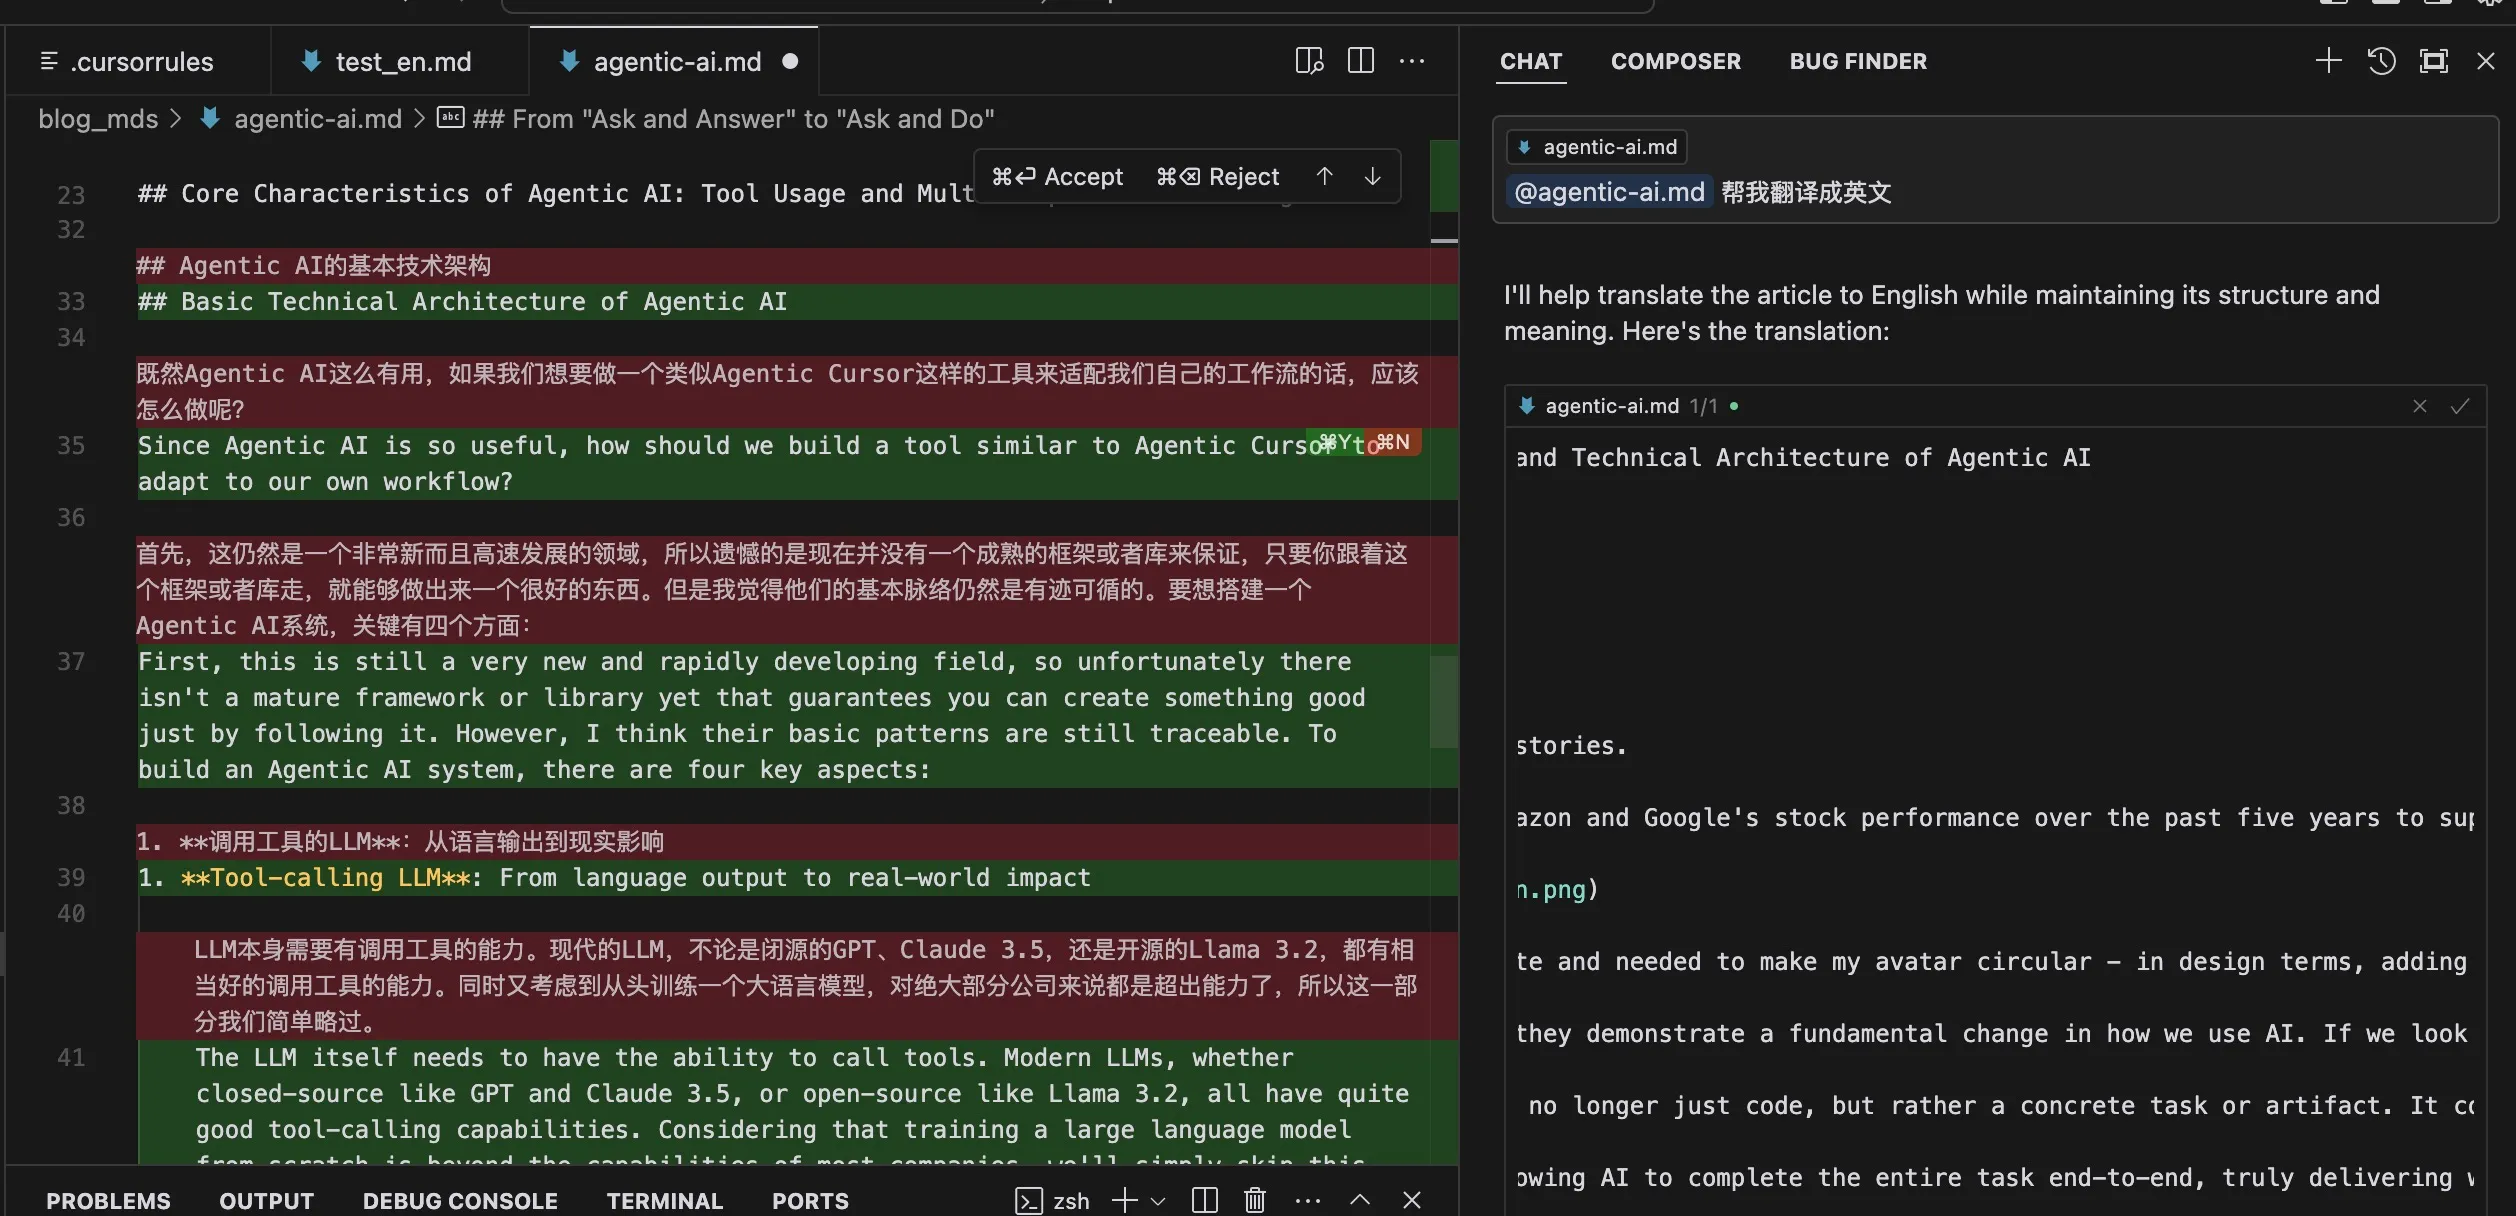 .cursorrules
test_en.md
agentic-ai.md
blog_mds > agentic-ai.md > ## From "Ask and Answer" to "Ask and Do"
⌘⏎ Accept ⌘⌫ Reject ↑ ↓
23 ## Core Characteristics of Agentic AI: Tool Usage and Mult
32
## Agentic AI的基本技术架构
33 ## Basic Technical Architecture of Agentic AI
34
既然Agentic AI这么有用，如果我们想要做一个类似Agentic Cursor这样的工具来适配我们自己的工作流的话，应该
怎么做呢？
35 Since Agentic AI is so useful, how should we build a tool similar to Agentic Cursor to
⌘Y ⌘N
adapt to our own workflow?
36
首先，这仍然是一个非常新而且高速发展的领域，所以遗憾的是现在并没有一个成熟的框架或者库来保证，只要你跟着这
个框架或者库走，就能够做出来一个很好的东西。但是我觉得他们的基本脉络仍然是有迹可循的。要想搭建一个
Agentic AI系统，关键有四个方面：
37 First, this is still a very new and rapidly developing field, so unfortunately there
isn't a mature framework or library yet that guarantees you can create something good
just by following it. However, I think their basic patterns are still traceable. To
build an Agentic AI system, there are four key aspects:
38
1. **调用工具的LLM**：从语言输出到现实影响
39 1. **Tool-calling LLM**: From language output to real-world impact
40
LLM本身需要有调用工具的能力。现代的LLM，不论是闭源的GPT、Claude 3.5，还是开源的Llama 3.2，都有相
当好的调用工具的能力。同时又考虑到从头训练一个大语言模型，对绝大部分公司来说都是超出能力了，所以这一部
分我们简单略过。
41 The LLM itself needs to have the ability to call tools. Modern LLMs, whether
closed-source like GPT and Claude 3.5, or open-source like Llama 3.2, all have quite
good tool-calling capabilities. Considering that training a large language model
from scratch is beyond the capabilities of most companies, we'll simply skip this
PROBLEMS OUTPUT DEBUG CONSOLE TERMINAL PORTS
zsh
CHAT COMPOSER BUG FINDER
agentic-ai.md
@agentic-ai.md 帮我翻译成英文
I'll help translate the article to English while maintaining its structure and
meaning. Here's the translation:
agentic-ai.md 1/1
and Technical Architecture of Agentic AI
stories.
azon and Google's stock performance over the past five years to sup
n.png)
te and needed to make my avatar circular – in design terms, adding
they demonstrate a fundamental change in how we use AI. If we look
no longer just code, but rather a concrete task or artifact. It co
owing AI to complete the entire task end-to-end, truly delivering w